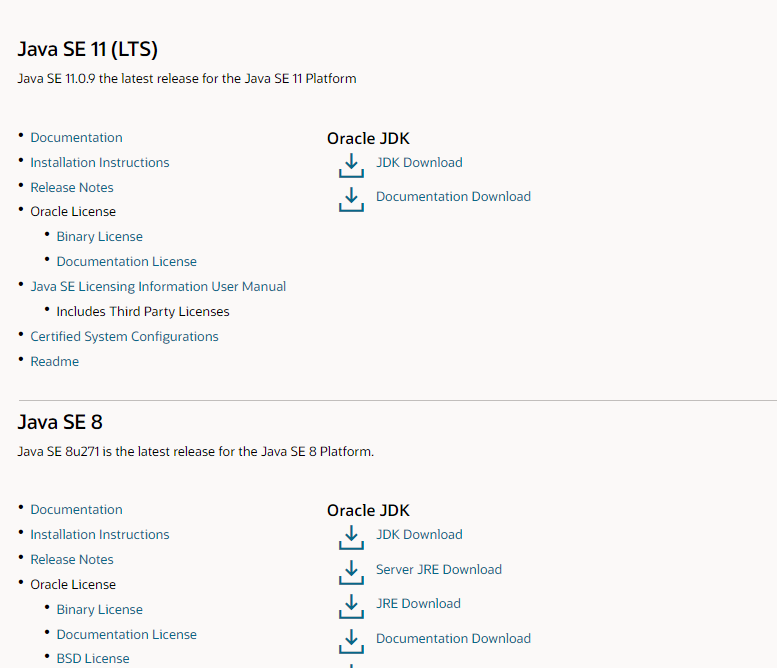 Java SE 11 (LTS)
Java SE 11.0.9 the latest release for the Java SE 11 Platform
Documentation
Installation Instructions
Release Notes
Oracle License
Binary License
Documentation License
Java SE Licensing Information User Manual
Includes Third Party Licenses
Certified System Configurations
Readme
Oracle JDK
JDK Download
Documentation Download
Java SE 8
Java SE 8u271 is the latest release for the Java SE 8 Platform.
Documentation
Installation Instructions
Release Notes
Oracle License
Binary License
Documentation License
BSD License
Oracle JDK
JDK Download
Server JRE Download
JRE Download
Documentation Download